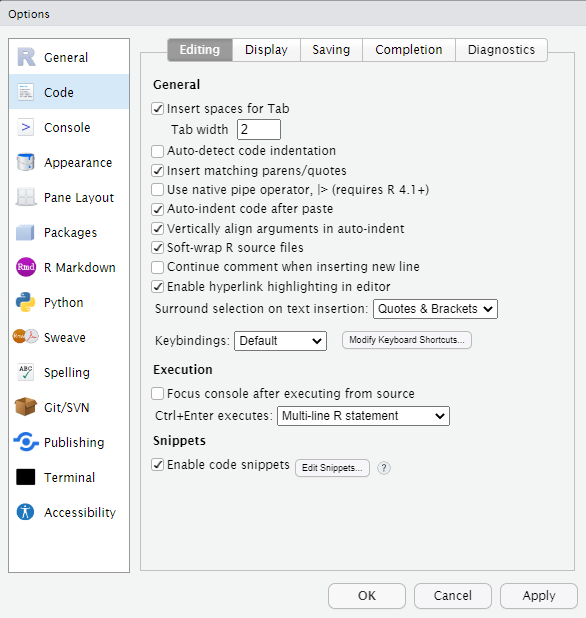 Options
General
Code
Console
Appearance
Pane Layout
Packages
R Markdown
Python
Sweave
Spelling
Git/SVN
Publishing
Terminal
Accessibility
Editing Display Saving Completion Diagnostics
General
Insert spaces for Tab
Tab width 2
Auto-detect code indentation
Insert matching parens/quotes
Use native pipe operator, |> (requires R 4.1+)
Auto-indent code after paste
Vertically align arguments in auto-indent
Soft-wrap R source files
Continue comment when inserting new line
Enable hyperlink highlighting in editor
Surround selection on text insertion: Quotes & Brackets
Keybindings: Default Modify Keyboard Shortcuts...
Execution
Focus console after executing from source
Ctrl+Enter executes: Multi-line R statement
Snippets
Enable code snippets Edit Snippets... ?
OK Cancel Apply
R
>
Rmd
ABC